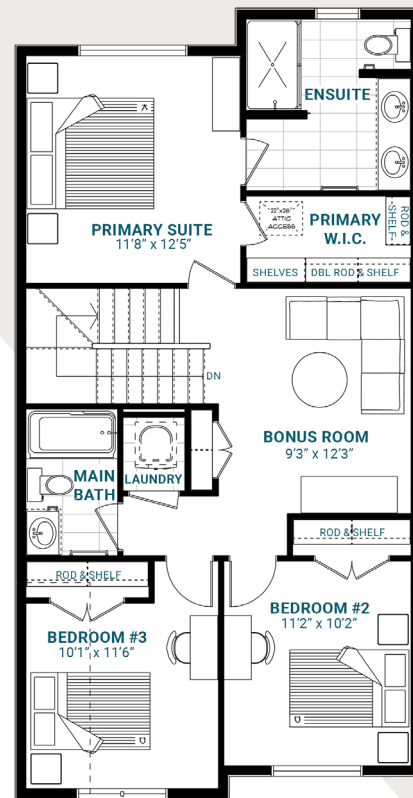 ENSUITE
PRIMARY SUITE
11'8" x 12'5"
22"x28"
ATTIC
ACCESS
PRIMARY
W.I.C.
ROD &
SHELF
SHELVES
DBL ROD & SHELF
DN
BONUS ROOM
9'3" x 12'3"
MAIN
BATH
LAUNDRY
ROD & SHELF
ROD & SHELF
BEDROOM #2
11'2" x 10'2"
BEDROOM #3
10'1" x 11'6"